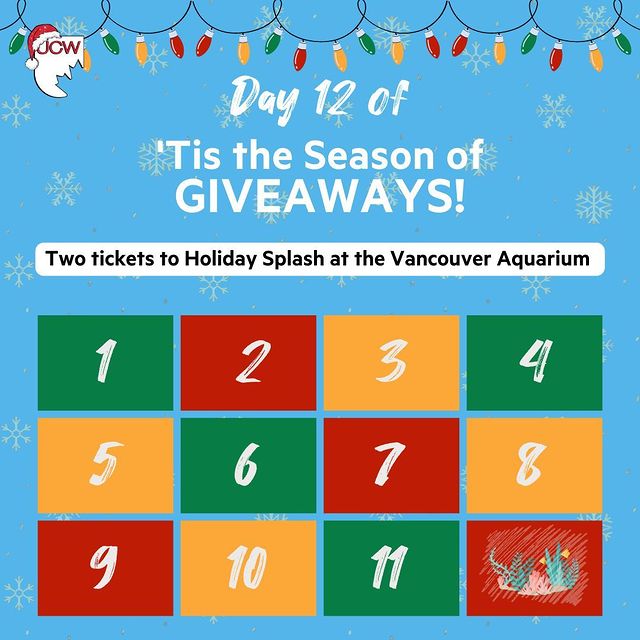 JCW
Day 12 of
'Tis the Season of
GIVEAWAYS!
Two tickets to Holiday Splash at the Vancouver Aquarium
1 2 3 4
5 6 7 8
9 10 11